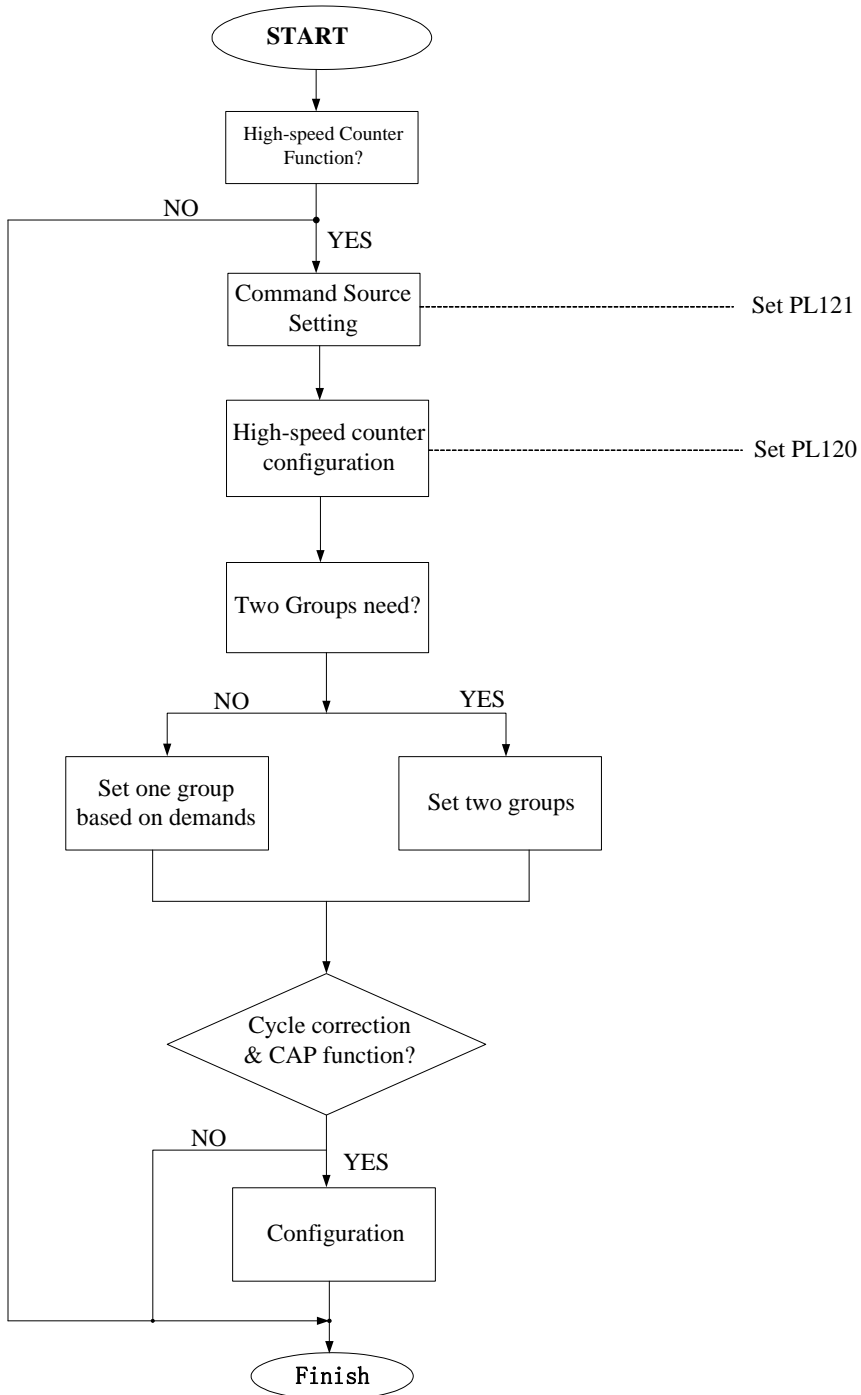 START
High-speed Counter
Function?
NO
YES
Command Source
Setting
Set PL121
High-speed counter
configuration
Set PL120
Two Groups need?
NO
YES
Set one group
based on demands
Set two groups
Cycle correction
& CAP function?
NO
YES
Configuration
Finish